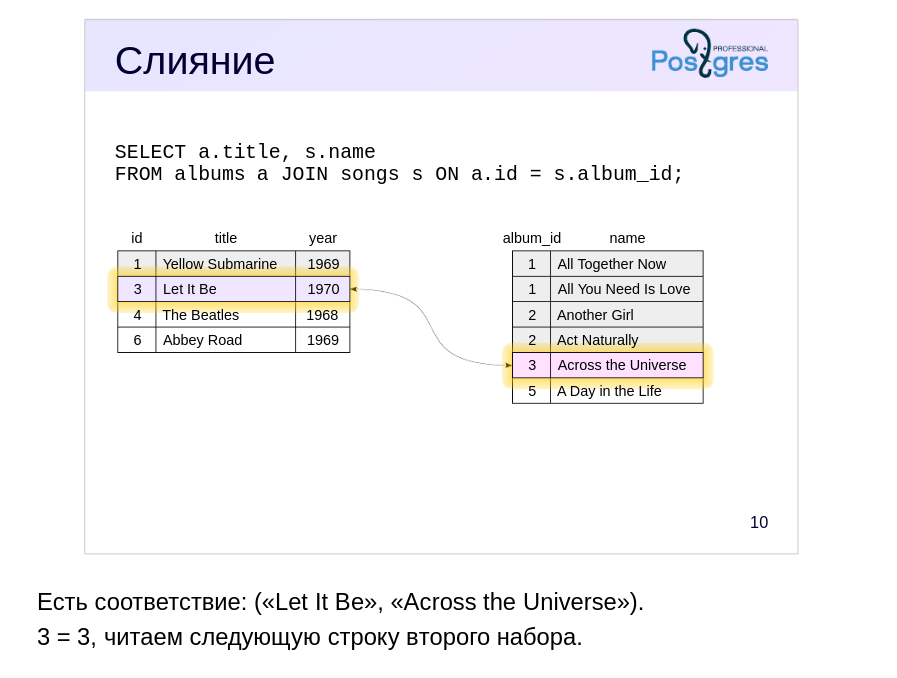 Слияние
PROFESSIONAL
Postgres
SELECT a.title, s.name
FROM albums a JOIN songs s ON a.id = s.album_id;
id title year
1 Yellow Submarine 1969
3 Let It Be 1970
4 The Beatles 1968
6 Abbey Road 1969
album_id name
1 All Together Now
1 All You Need Is Love
2 Another Girl
2 Act Naturally
3 Across the Universe
5 A Day in the Life
10
Есть соответствие: («Let It Be», «Across the Universe»).
3 = 3, читаем следующую строку второго набора.